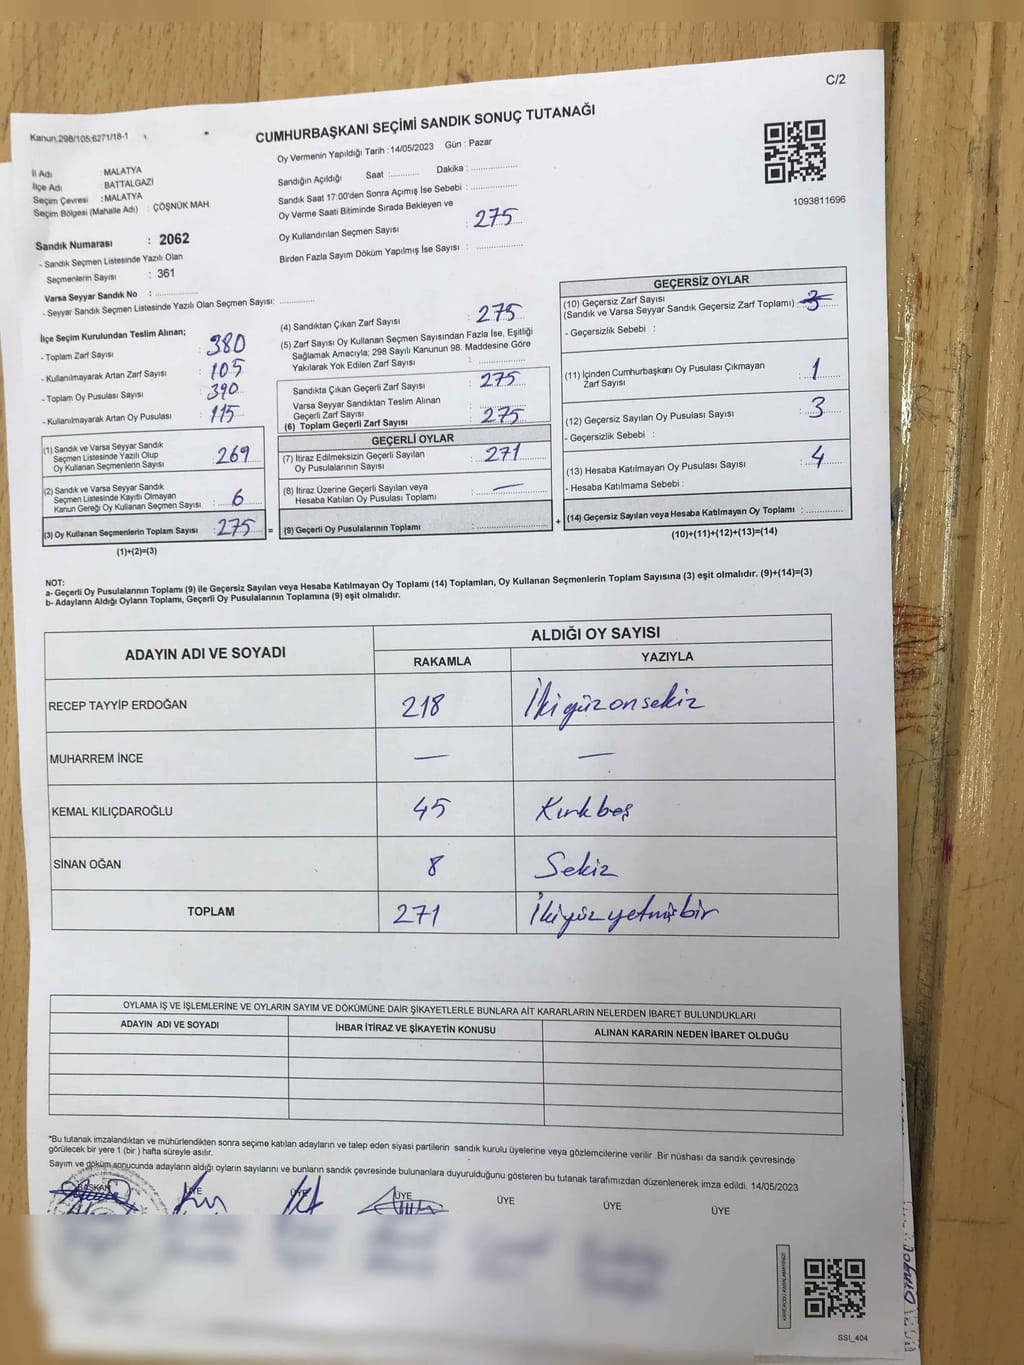 C/2
Kanun;298/105;6271/18-1
CUMHURBAŞKANI SEÇİMİ SANDIK SONUÇ TUTANAĞI
Oy Vermenin Yapıldığı Tarih : 14/05/2023 Gün : Pazar
İl Adı : MALATYA
İlçe Adı : BATTALGAZİ
Seçim Çevresi : MALATYA
Seçim Bölgesi (Mahalle Adı) : ÇÖŞNÜK MAH.
Sandık Numarası : 2062
- Sandık Seçmen Listesinde Yazılı Olan
Seçmenlerin Sayısı : 361
Varsa Seyyar Sandık No : ..............
- Seyyar Sandık Seçmen Listesinde Yazılı Olan Seçmen Sayısı: ............
Sandığın Açıldığı Saat :.......... Dakika : ..............
Sandık Saat 17:00'den Sonra Açımış İse Sebebi : ..............
Oy Verme Saati Bitiminde Sırada Bekleyen ve
Oy Kullandırılan Seçmen Sayısı : 275
Birden Fazla Sayım Döküm Yapılmış İse Sayısı : ..............
1093811696
İlçe Seçim Kurulundan Teslim Alınan;
- Toplam Zarf Sayısı : 380
- Kullanılmayarak Artan Zarf Sayısı : 105
- Toplam Oy Pusulası Sayısı : 390
- Kullanılmayarak Artan Oy Pusulası : 115
(1) Sandık ve Varsa Seyyar Sandık
Seçmen Listesinde Yazılı Olup
Oy Kullanan Seçmenlerin Sayısı : 269
(2) Sandık ve Varsa Seyyar Sandık
Seçmen Listesinde Kayıtlı Olmayan
Kanun Gereği Oy Kullanan Seçmen Sayısı : 6
(3) Oy Kullanan Seçmenlerin Toplam Sayısı : 275 =
(1)+(2)=(3)
(4) Sandıktan Çıkan Zarf Sayısı : 275
(5) Zarf Sayısı Oy Kullanan Seçmen Sayısından Fazla İse, Eşitliği
Sağlamak Amacıyla; 298 Sayılı Kanunun 98. Maddesine Göre
Yakılarak Yok Edilen Zarf Sayısı : ..............
Sandıkta Çıkan Geçerli Zarf Sayısı : 275
Varsa Seyyar Sandıktan Teslim Alınan
Geçerli Zarf Sayısı : ..............
(6) Toplam Geçerli Zarf Sayısı : 275
GEÇERLİ OYLAR
(7) İtiraz Edilmeksizin Geçerli Sayılan
Oy Pusulalarının Sayısı : 271
(8) İtiraz Üzerine Geçerli Sayılan veya
Hesaba Katılan Oy Pusulası Toplamı : —
(9) Geçerli Oy Pusulalarının Toplamı : .............. +
GEÇERSİZ OYLAR
(10) Geçersiz Zarf Sayısı
(Sandık ve Varsa Seyyar Sandık Geçersiz Zarf Toplamı) : 3
- Geçersizlik Sebebi :
(11) İçinden Cumhurbaşkanı Oy Pusulası Çıkmayan
Zarf Sayısı : 1
(12) Geçersiz Sayılan Oy Pusulası Sayısı : 3
- Geçersizlik Sebebi :
(13) Hesaba Katılmayan Oy Pusulası Sayısı : 4
- Hesaba Katılmama Sebebi :
(14) Geçersiz Sayılan veya Hesaba Katılmayan Oy Toplamı : ..........
(10)+(11)+(12)+(13)=(14)
NOT:
a- Geçerli Oy Pusulalarının Toplamı (9) ile Geçersiz Sayılan veya Hesaba Katılmayan Oy Toplamı (14) Toplamları, Oy Kullanan Seçmenlerin Toplam Sayısına (3) eşit olmalıdır. (9)+(14)=(3)
b- Adayların Aldığı Oyların Toplamı, Geçerli Oy Pusulalarının Toplamına (9) eşit olmalıdır.
ADAYIN ADI VE SOYADI
ALDIĞI OY SAYISI
RAKAMLA YAZIYLA
RECEP TAYYİP ERDOĞAN 218 İkiyüzonsekiz
MUHARREM İNCE — —
KEMAL KILIÇDAROĞLU 45 Kırkbeş
SİNAN OĞAN 8 Sekiz
TOPLAM 271 İkiyüzyetmişbir
OYLAMA İŞ VE İŞLEMLERİNE VE OYLARIN SAYIM VE DÖKÜMÜNE DAİR ŞİKAYETLERLE BUNLARA AİT KARARLARIN NELERDEN İBARET BULUNDUKLARI
ADAYIN ADI VE SOYADI İHBAR İTİRAZ VE ŞİKAYETİN KONUSU ALINAN KARARIN NEDEN İBARET OLDUĞU
*Bu tutanak imzalandıktan ve mühürlendikten sonra seçime katılan adayların ve talep eden siyasi partilerin sandık kurulu üyelerine veya gözlemcilerine verilir .Bir nüshası da sandık çevresinde
görülecek bir yere 1 (bir ) hafta süreyle asılır.
Sayım ve döküm sonucunda adayların aldığı oyların sayılarını ve bunların sandık çevresinde bulunanlara duyurulduğunu gösteren bu tutanak tarafımızdan düzenlenerek imza edildi. 14/05/2023
BAŞKAN ÜYE ÜYE ÜYE ÜYE ÜYE ÜYE
SSI_404